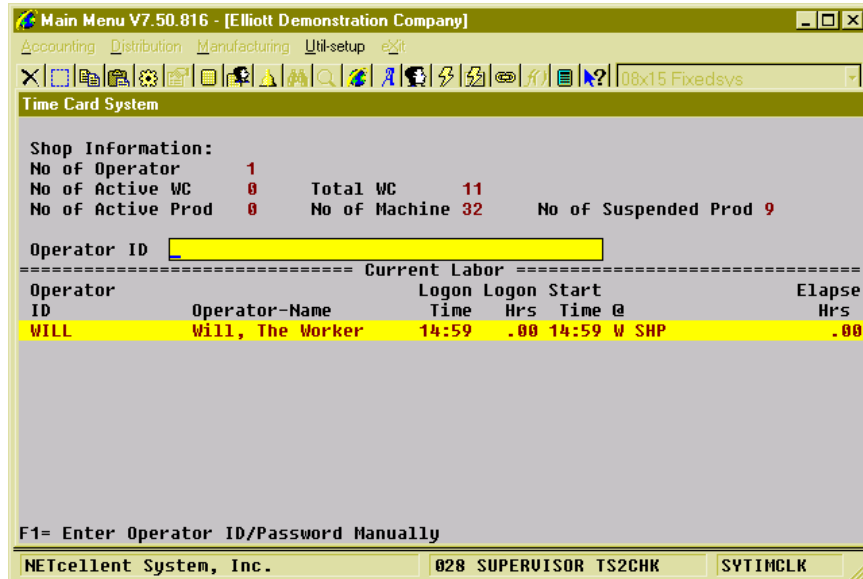 Main Menu V7.50.816 - [Elliott Demonstration Company]
Accounting Distribution Manufacturing Util-setup eXit
08x15 Fixedsys
Time Card System
Shop Information:
No of Operator 1
No of Active WC 0 Total WC 11
No of Active Prod 0 No of Machine 32 No of Suspended Prod 9
Operator ID
=============================== Current Labor ================================
Operator Logon Logon Start Elapse
ID Operator-Name Time Hrs Time @ Hrs
WILL Will, The Worker 14:59 .00 14:59 W SHP .00
F1= Enter Operator ID/Password Manually
NETcellent System, Inc. 028 SUPERVISOR TS2CHK SYTIMCLK